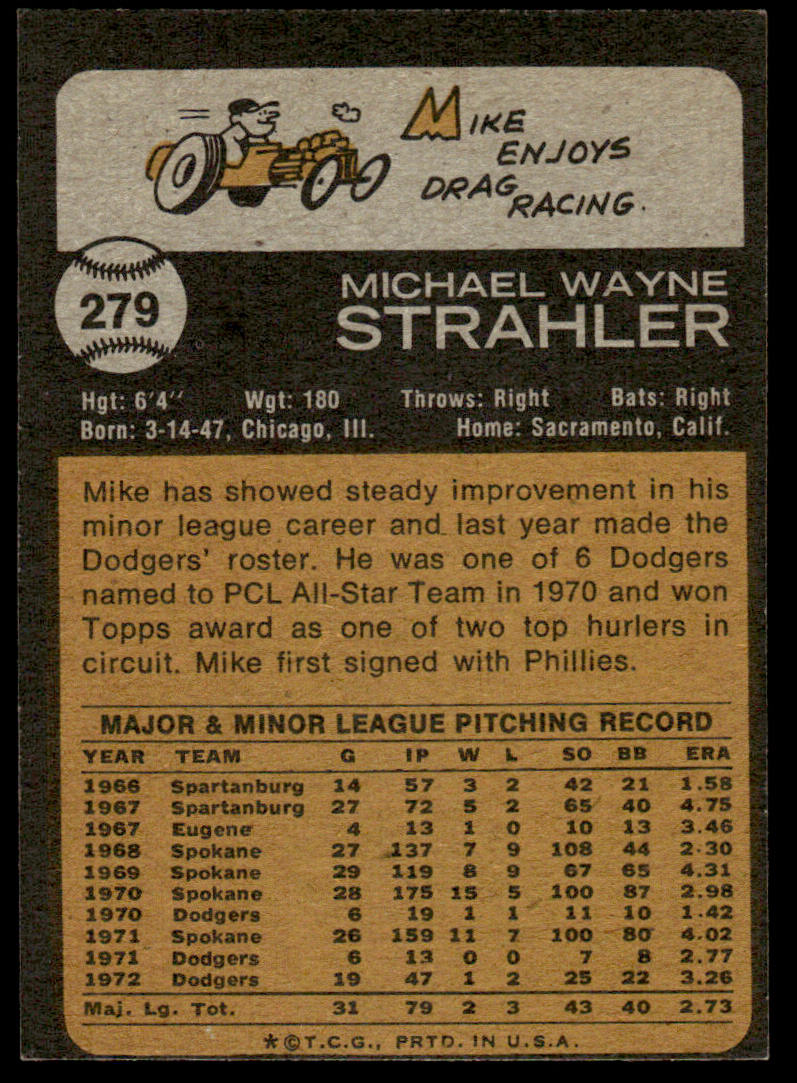 MIKE
ENJOYS
DRAG
RACING.
279
MICHAEL WAYNE
STRAHLER
Hgt: 6'4" Wgt: 180 Throws: Right Bats: Right
Born: 3-14-47, Chicago, Ill. Home: Sacramento, Calif.
Mike has showed steady improvement in his
minor league career and last year made the
Dodgers' roster. He was one of 6 Dodgers
named to PCL All-Star Team in 1970 and won
Topps award as one of two top hurlers in
circuit. Mike first signed with Phillies.
MAJOR & MINOR LEAGUE PITCHING RECORD
YEAR TEAM G IP W L SO BB ERA
1966 Spartanburg 14 57 3 2 42 21 1.58
1967 Spartanburg 27 72 5 2 65 40 4.75
1967 Eugene 4 13 1 0 10 13 3.46
1968 Spokane 27 137 7 9 108 44 2.30
1969 Spokane 29 119 8 9 67 65 4.31
1970 Spokane 28 175 15 5 100 87 2.98
1970 Dodgers 6 19 1 1 11 10 1.42
1971 Spokane 26 159 11 7 100 80 4.02
1971 Dodgers 6 13 0 0 7 8 2.77
1972 Dodgers 19 47 1 2 25 22 3.26
Maj. Lg. Tot. 31 79 2 3 43 40 2.73
*©T.C.G., PRTD. IN U.S.A.